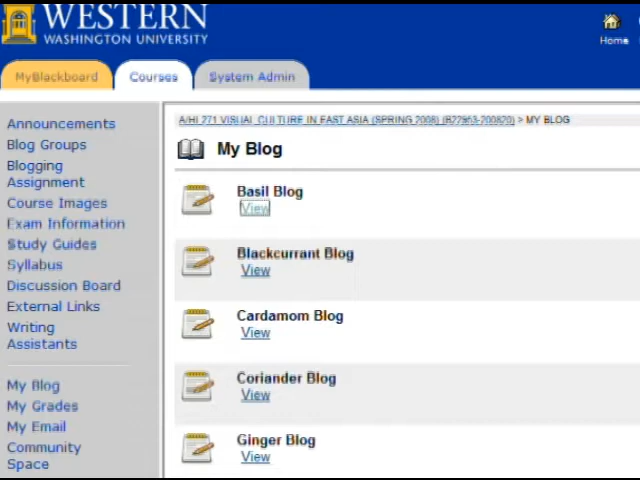 WESTERN
WASHINGTON UNIVERSITY
Home
MyBlackboard
Courses
System Admin
Announcements
Blog Groups
Blogging
Assignment
Course Images
Exam Information
Study Guides
Syllabus
Discussion Board
External Links
Writing
Assistants
My Blog
My Grades
My Email
Community
Space
A/HI 271 VISUAL CULTURE IN EAST ASIA (SPRING 2008) (B22963-200820) > MY BLOG
My Blog
Basil Blog
View
Blackcurrant Blog
View
Cardamom Blog
View
Coriander Blog
View
Ginger Blog
View